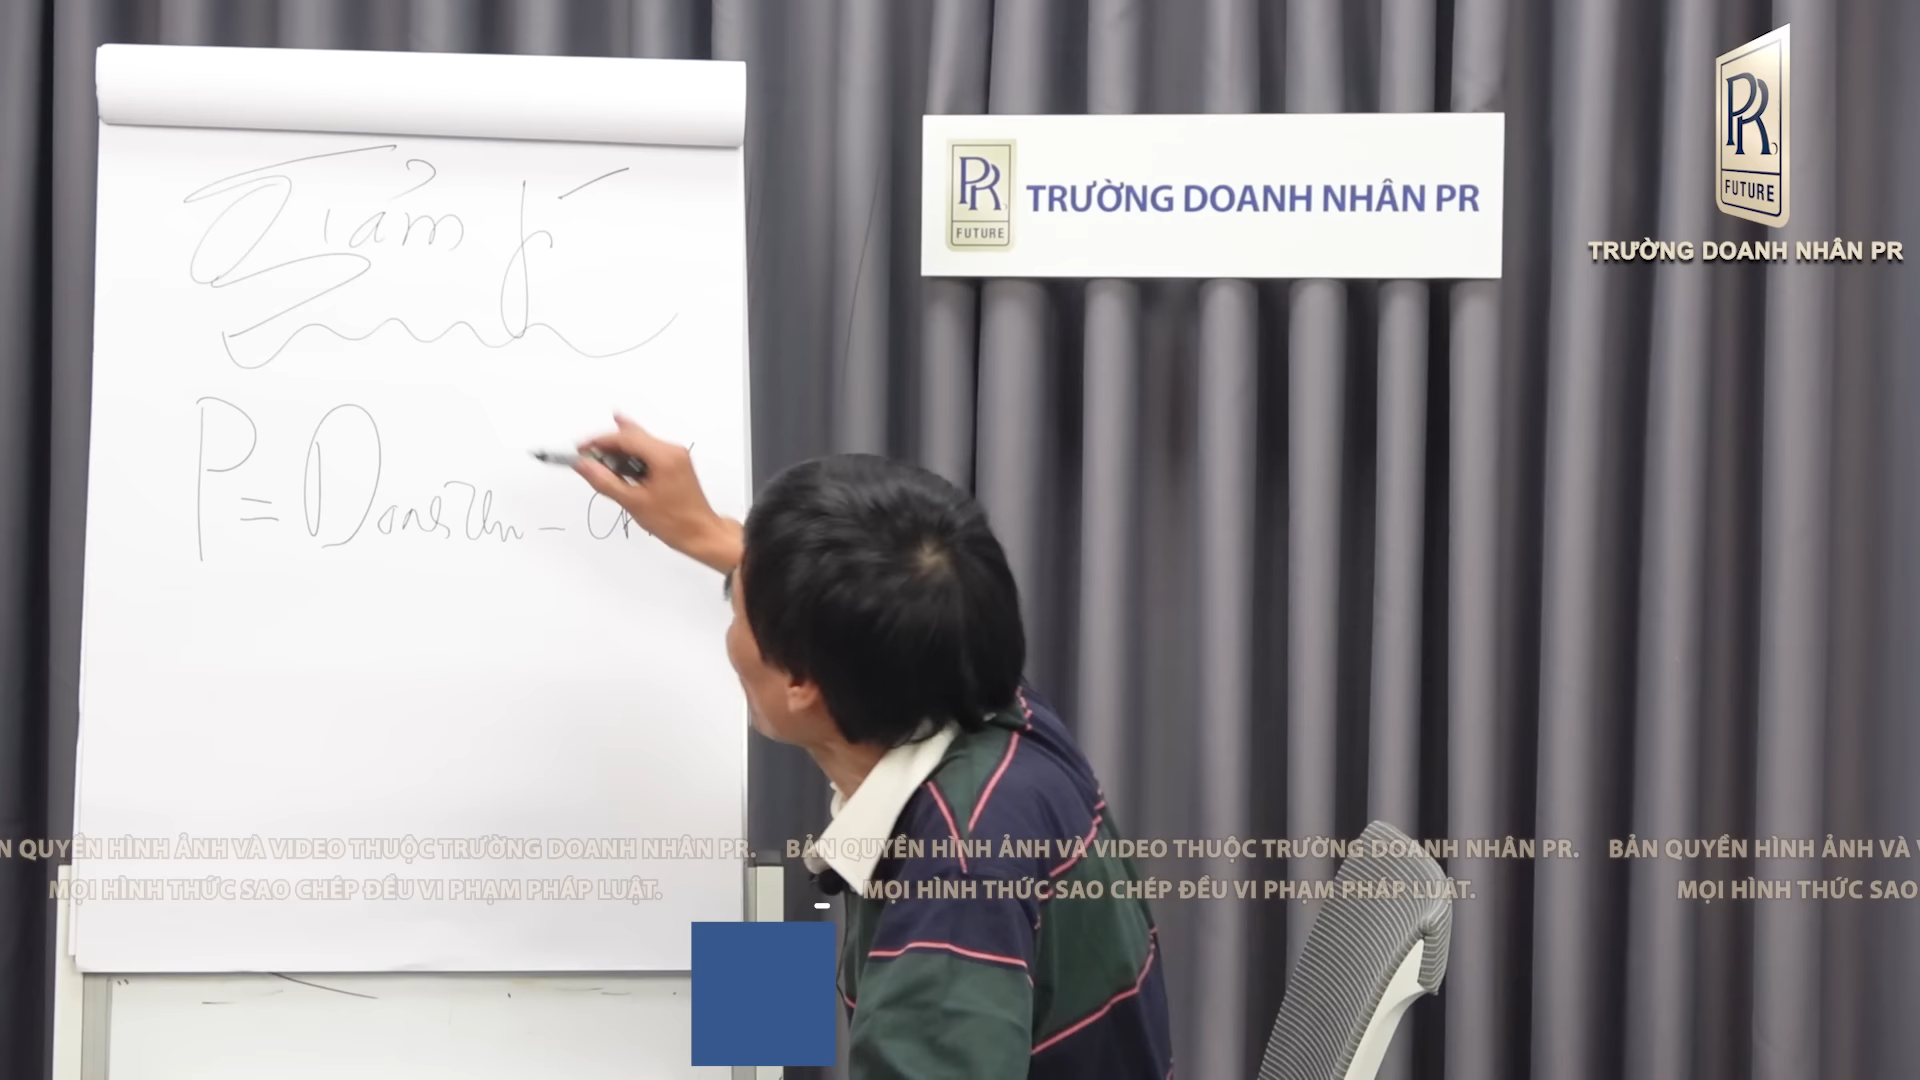 Giảm
P = Doanh thu -
PR
FUTURE
TRƯỜNG DOANH NHÂN PR
PR
FUTURE
TRƯỜNG DOANH NHÂN PR
N QUYỀN HÌNH ẢNH VÀ VIDEO THUỘC TRƯỜNG DOANH NHÂN PR. BẢN QUYỀN HÌNH ẢNH VÀ VIDEO THUỘC TRƯỜNG DOANH NHÂN PR. BẢN QUYỀN HÌNH ẢNH VÀ V
MỌI HÌNH THỨC SAO CHÉP ĐỀU VI PHẠM PHÁP LUẬT. MỌI HÌNH THỨC SAO CHÉP ĐỀU VI PHẠM PHÁP LUẬT. MỌI HÌNH THỨC SAO